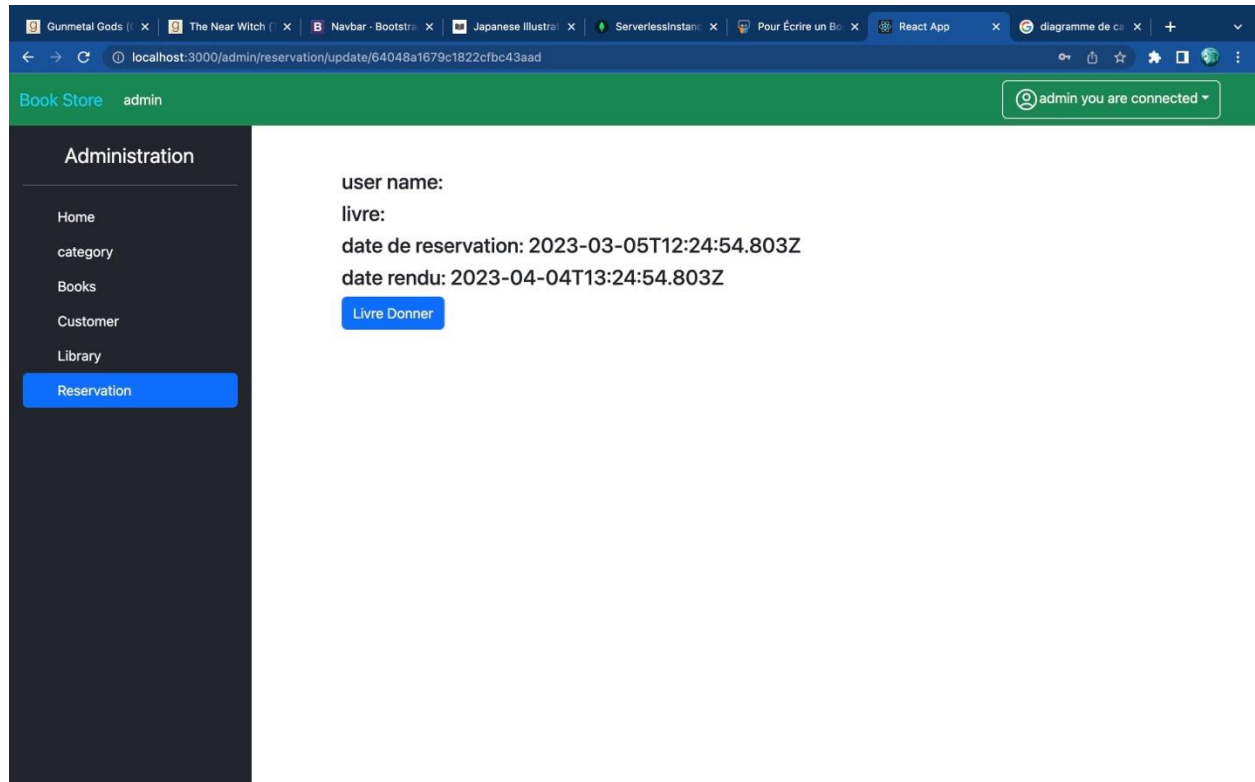 Gunmetal Gods (
The Near Witch (
Navbar · Bootstra
Japanese Illustrat
ServerlessInstanc
Pour Écrire un Bo
React App
diagramme de ca
localhost:3000/admin/reservation/update/64048a1679c1822cfbc43aad
Book Store admin
admin you are connected
Administration
Home
category
Books
Customer
Library
Reservation
user name:
livre:
date de reservation: 2023-03-05T12:24:54.803Z
date rendu: 2023-04-04T13:24:54.803Z
Livre Donner